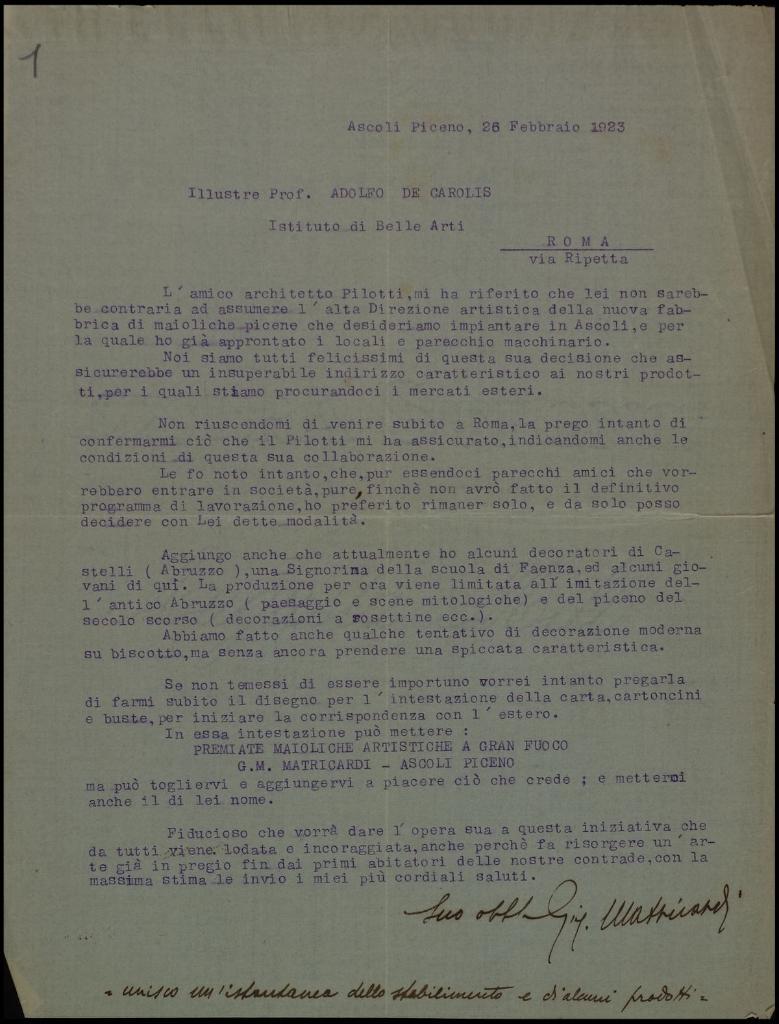 1
Ascoli Piceno, 26 Febbraio 1923
Illustre Prof. ADOLFO DE CAROLIS
Istituto di Belle Arti
ROMA
via Ripetta
L'amico architetto Pilotti,mi ha riferito che lei non sareb-
be contraria ad assumere l'alta Direzione artistica della nuova fab-
brica di maioliche picene che desideriamo impiantare in Ascoli,e per
la quale ho già approntato i locali e parecchio macchinario.
Noi siamo tutti felicissimi di questa sua decisione che as-
sicurerebbe un insuperabile indirizzo caratteristico ai nostri prodot-
ti,per i quali stiamo procurandoci i mercati esteri.
Non riuscendomi di venire subito a Roma,la prego intanto di
confermarmi ciò che il Pilotti mi ha assicurato,indicandomi anche le
condizioni di questa sua collaborazione.
Le fo noto intanto,che,pur essendoci parecchi amici che vor-
rebbero entrare in società,pure,finchè non avrò fatto il definitivo
programma di lavorazione,ho preferito rimaner solo, e da solo posso
decidere con Lei dette modalità.
Aggiungo anche che attualmente ho alcuni decoratori di Ca-
stelli ( Abruzzo ),una Signorina della scuola di Faenza,ed alcuni gio-
vani di quì. La produzione per ora viene limitata all'imitazione del-
l'antico Abruzzo ( paesaggio e scene mitologiche) e del piceno del
secolo scorso ( decorazioni a rosettine ecc.).
Abbiamo fatto anche qualche tentativo di decorazione moderna
su biscotto,ma senza ancora prendere una spiccata caratteristica.
Se non temessi di essere importuno vorrei intanto pregarla
di farmi subito il disegno per l'intestazione della carta,cartoncini
e buste,per iniziare la corrispondenza con l'estero.
In essa intestazione può mettere :
PREMIATE MAIOLICHE ARTISTICHE A GRAN FUOCO
G.M. MATRICARDI - ASCOLI PICENO
ma può togliervi e aggiungervi a piacere ciò che crede ; e metterci
anche il di lei nome.
Fiducioso che vorrà dare l'opera sua a questa iniziativa che
da tutti viene lodata e incoraggiata,anche perchè fa risorgere un'ar-
te già in pregio fin dai primi abitatori delle nostre contrade,con la
massima stima le invio i miei più cordiali saluti.
Suo obbl. Gig. Matricardi
= unisco un'istantanea dello stabilimento e di alcuni prodotti =